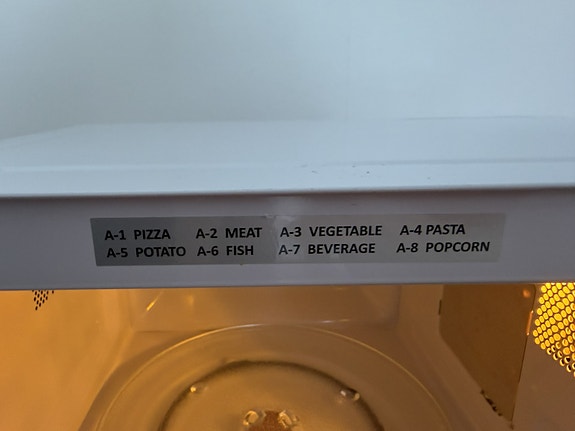 A-1 PIZZA A-2 MEAT A-3 VEGETABLE A-4 PASTA
A-5 POTATO A-6 FISH A-7 BEVERAGE A-8 POPCORN